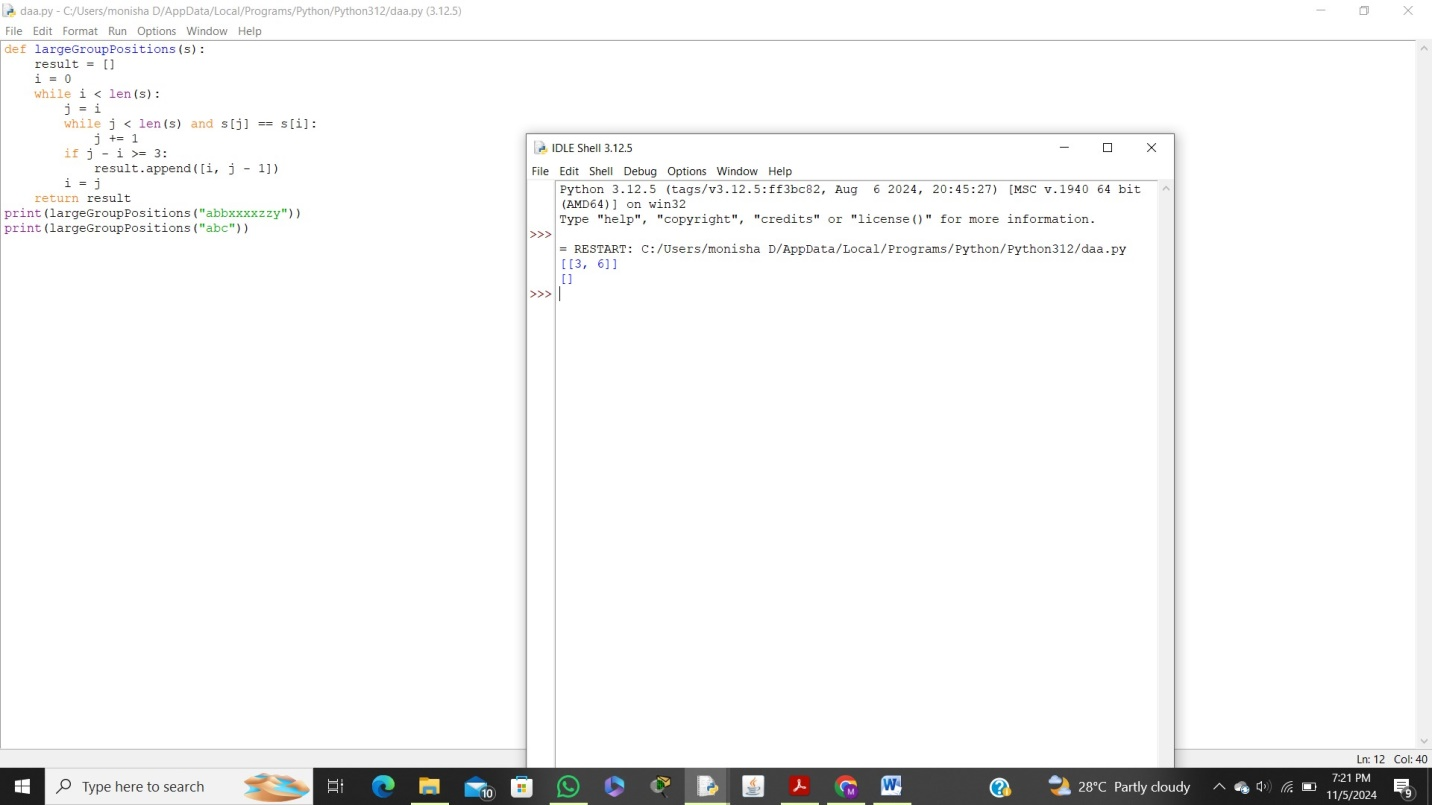 daa.py - C:/Users/monisha D/AppData/Local/Programs/Python/Python312/daa.py (3.12.5)
File Edit Format Run Options Window Help
def largeGroupPositions(s):
    result = []
    i = 0
    while i < len(s):
        j = i
        while j < len(s) and s[j] == s[i]:
            j += 1
        if j - i >= 3:
            result.append([i, j - 1])
        i = j
    return result
print(largeGroupPositions("abbxxxxzzy"))
print(largeGroupPositions("abc"))
IDLE Shell 3.12.5
File Edit Shell Debug Options Window Help
Python 3.12.5 (tags/v3.12.5:ff3bc82, Aug  6 2024, 20:45:27) [MSC v.1940 64 bit
(AMD64)] on win32
Type "help", "copyright", "credits" or "license()" for more information.
>>>
= RESTART: C:/Users/monisha D/AppData/Local/Programs/Python/Python312/daa.py
[[3, 6]]
[]
>>>
Ln: 12 Col: 40
Type here to search
10
M
28°C Partly cloudy
7:21 PM
11/5/2024
9